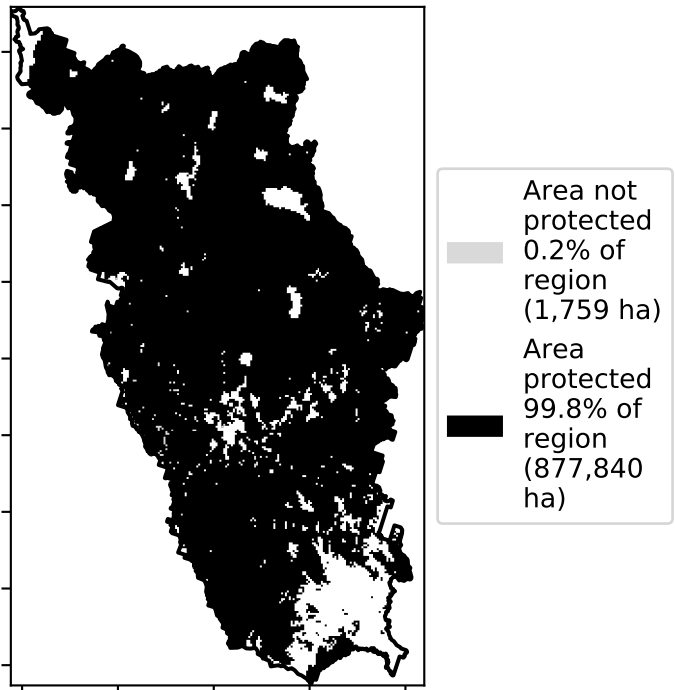 Area not
protected
0.2% of
region
(1,759 ha)
Area
protected
99.8% of
region
(877,840
ha)